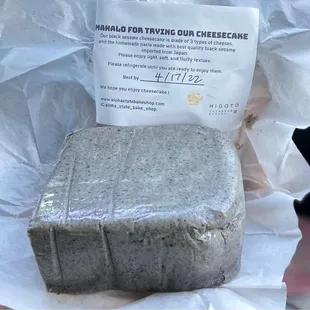 MAHALO FOR TRYING OUR CHEESECAKE
Our black sesame cheesecake is made of 3 types of cheeses,
and the homemade paste made with best quality black sesame
imported from Japan.
Please enjoy light, soft, and fluffy texture.
Please refrigerate until you are ready to enjoy them.
Best by 4/17/22
We hope you enjoy cheesecake!
HIGOTO